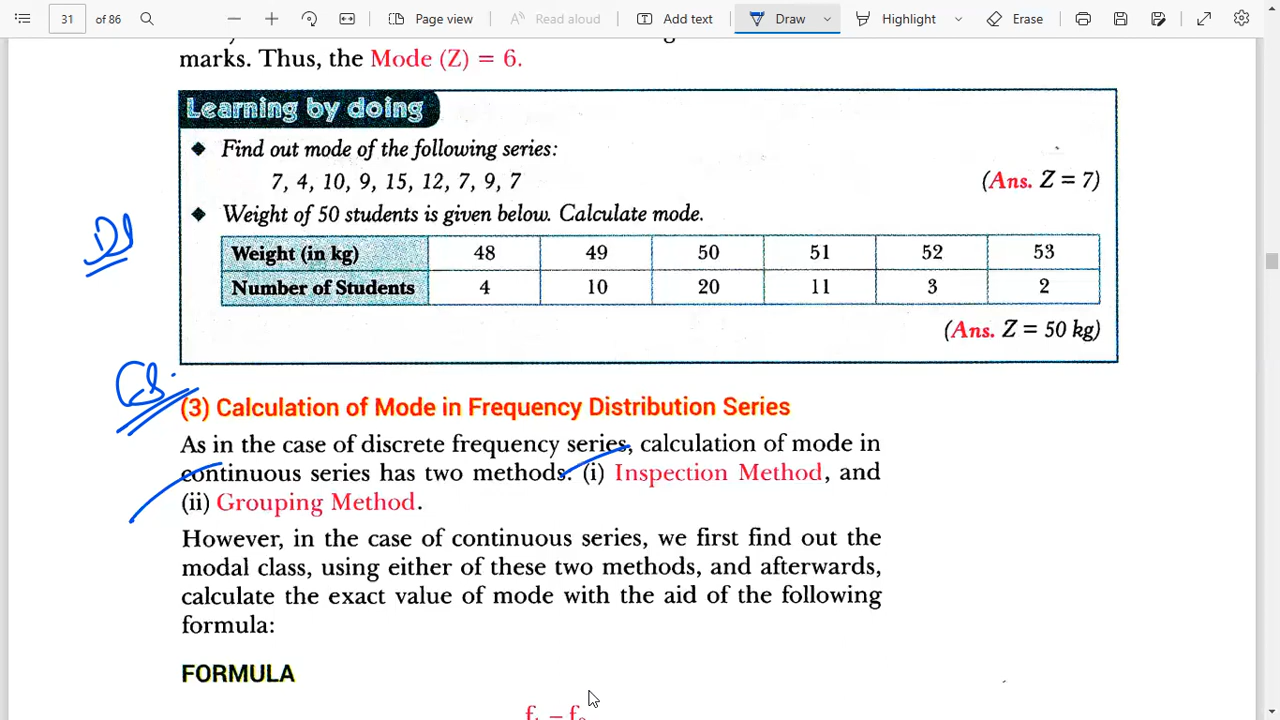 31 of 86 Page view Read aloud Add text Draw Highlight Erase
marks. Thus, the Mode (Z) = 6.
Learning by doing
◆ Find out mode of the following series:
7, 4, 10, 9, 15, 12, 7, 9, 7
(Ans. Z = 7)
◆ Weight of 50 students is given below. Calculate mode.
DS
Weight (in kg) 48 49 50 51 52 53
Number of Students 4 10 20 11 3 2
(Ans. Z = 50 kg)
CS.
(3) Calculation of Mode in Frequency Distribution Series
As in the case of discrete frequency series, calculation of mode in
continuous series has two methods: (i) Inspection Method, and
(ii) Grouping Method.
However, in the case of continuous series, we first find out the
modal class, using either of these two methods, and afterwards,
calculate the exact value of mode with the aid of the following
formula:
FORMULA